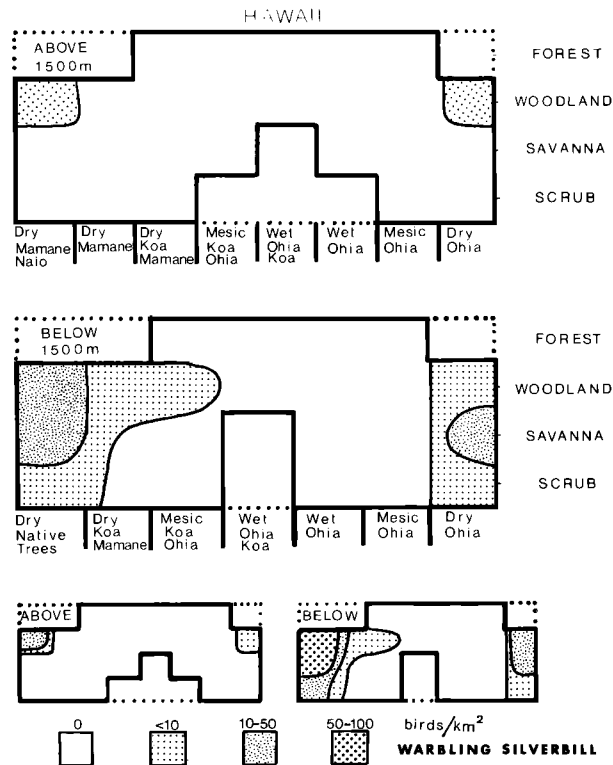 HAWAII
ABOVE
1500m
FOREST
WOODLAND
SAVANNA
SCRUB
Dry Mamane Naio
Dry Mamane
Dry Koa Mamane
Mesic Koa Ohia
Wet Ohia Koa
Wet Ohia
Mesic Ohia
Dry Ohia
BELOW
1500m
FOREST
WOODLAND
SAVANNA
SCRUB
Dry Native Trees
Dry Koa Mamane
Mesic Koa Ohia
Wet Ohia Koa
Wet Ohia
Mesic Ohia
Dry Ohia
ABOVE
BELOW
0 <10 10-50 50-100 birds/km²
WARBLING SILVERBILL